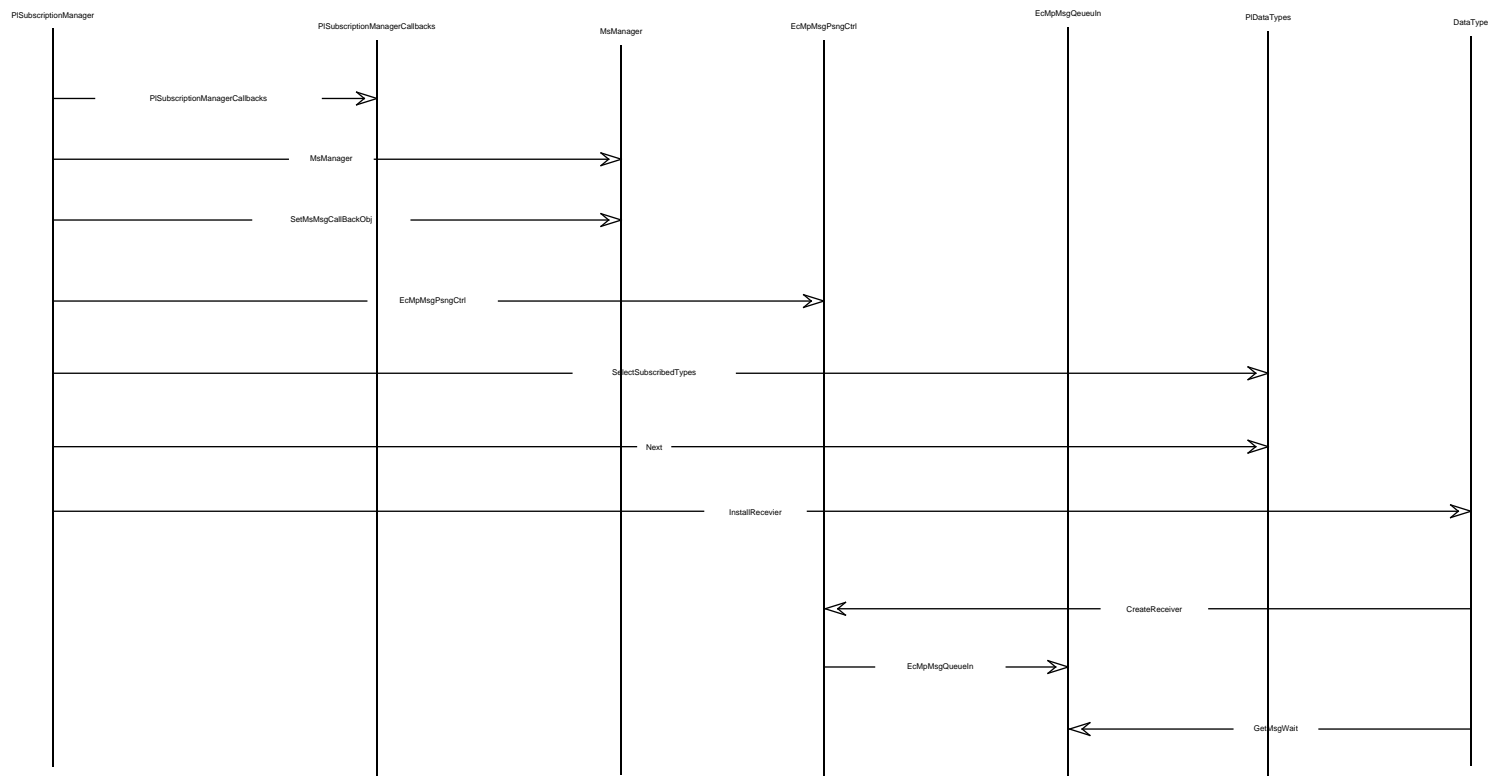 PlSubscriptionManager
PlSubscriptionManagerCallbacks
MsManager
EcMpMsgPsngCtrl
EcMpMsgQeueuIn
PlDataTypes
DataType
PlSubscriptionManagerCallbacks
MsManager
SetMsMsgCallBackObj
EcMpMsgPsngCtrl
SelectSubscribedTypes
Next
InstallRecevier
CreateReceiver
EcMpMsgQueueIn
GetMsgWait